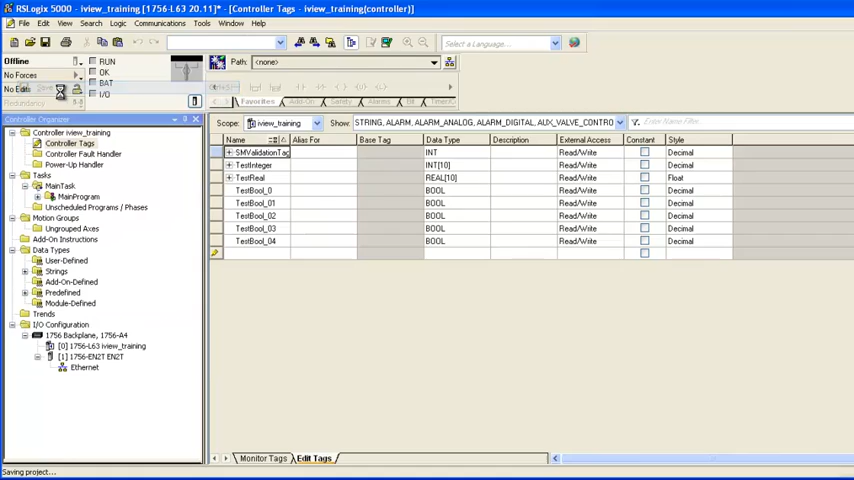 RSLogix 5000 - iview_training [1756-L63 20.11]* - [Controller Tags - iview_training(controller)]
File Edit View Search Logic Communications Tools Window Help
Select a Language...
Offline RUN Path: <none>
No Forces OK
No Edits BAT
Redundancy I/O
Favorites Add-On Safety Alarms Bit Timer/C
Controller Organizer
Scope: iview_training Show: STRING, ALARM, ALARM_ANALOG, ALARM_DIGITAL, AUX_VALVE_CONTRO Enter Name Filter...
Name Alias For Base Tag Data Type Description External Access Constant Style
SMValidationTag INT Read/Write Decimal
TestInteger INT[10] Read/Write Decimal
TestReal REAL[10] Read/Write Float
TestBool_0 BOOL Read/Write Decimal
TestBool_01 BOOL Read/Write Decimal
TestBool_02 BOOL Read/Write Decimal
TestBool_03 BOOL Read/Write Decimal
TestBool_04 BOOL Read/Write Decimal
Controller iview_training
Controller Tags
Controller Fault Handler
Power-Up Handler
Tasks
MainTask
MainProgram
Unscheduled Programs / Phases
Motion Groups
Ungrouped Axes
Add-On Instructions
Data Types
User-Defined
Strings
Add-On-Defined
Predefined
Module-Defined
Trends
I/O Configuration
1756 Backplane, 1756-A4
[0] 1756-L63 iview_training
[1] 1756-EN2T EN2T
Ethernet
Monitor Tags Edit Tags
Saving project...